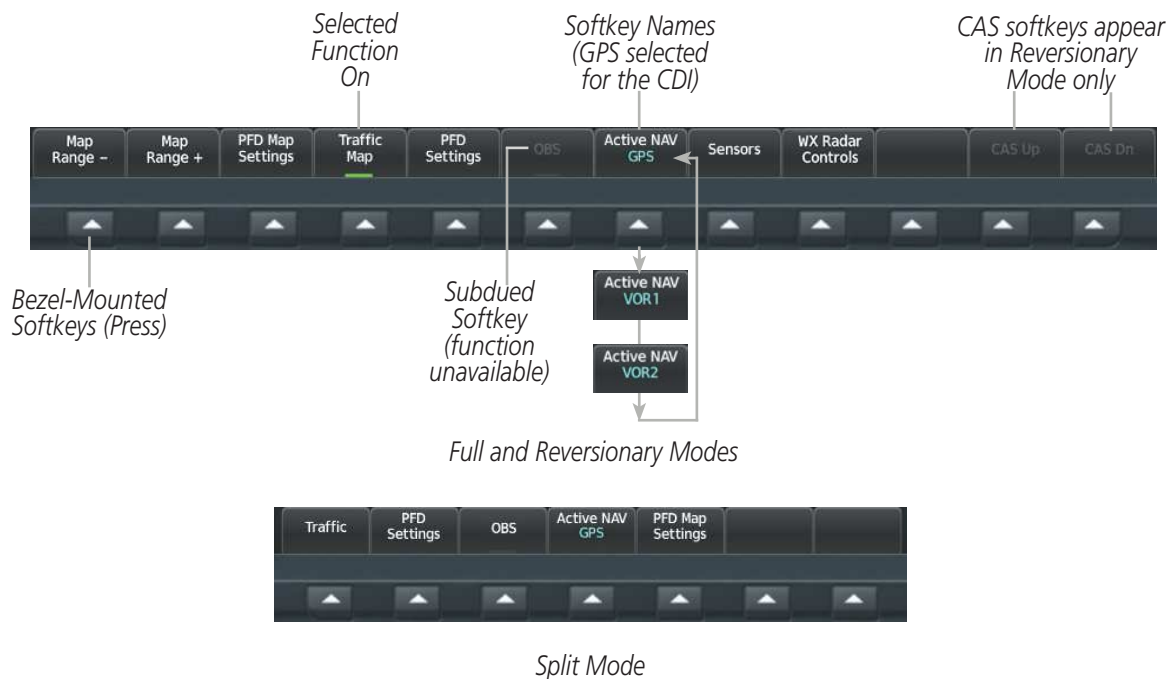 Selected
Function
On
Softkey Names
(GPS selected
for the CDI)
CAS softkeys appear
in Reversionary
Mode only
Map
Range –
Map
Range +
PFD Map
Settings
Traffic
Map
PFD
Settings
OBS
Active NAV
GPS
Sensors
WX Radar
Controls
CAS Up
CAS Dn
Bezel-Mounted
Softkeys (Press)
Subdued
Softkey
(function
unavailable)
Active NAV
VOR1
Active NAV
VOR2
Full and Reversionary Modes
Traffic
PFD
Settings
OBS
Active NAV
GPS
PFD Map
Settings
Split Mode